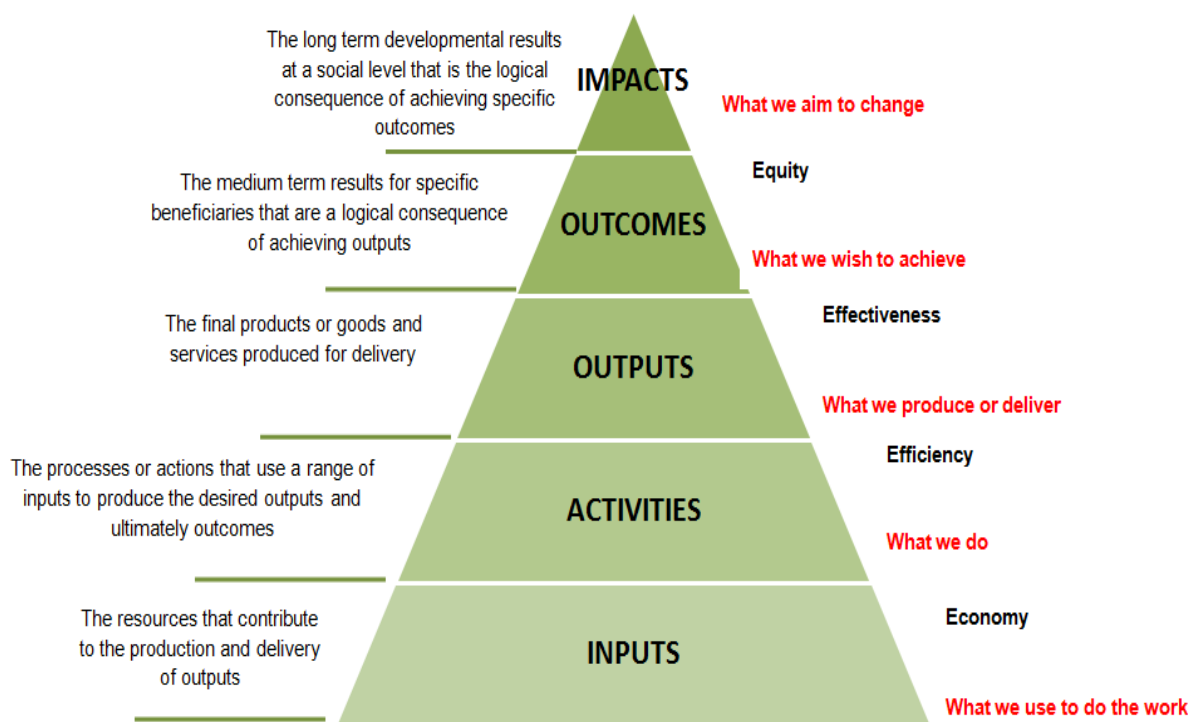 The long term developmental results
at a social level that is the logical
consequence of achieving specific
outcomes
IMPACTS
What we aim to change
Equity
The medium term results for specific
beneficiaries that are a logical consequence
of achieving outputs
OUTCOMES
What we wish to achieve
Effectiveness
The final products or goods and
services produced for delivery
OUTPUTS
What we produce or deliver
Efficiency
The processes or actions that use a range of
inputs to produce the desired outputs and
ultimately outcomes
ACTIVITIES
What we do
Economy
The resources that contribute
to the production and delivery
of outputs
INPUTS
What we use to do the work